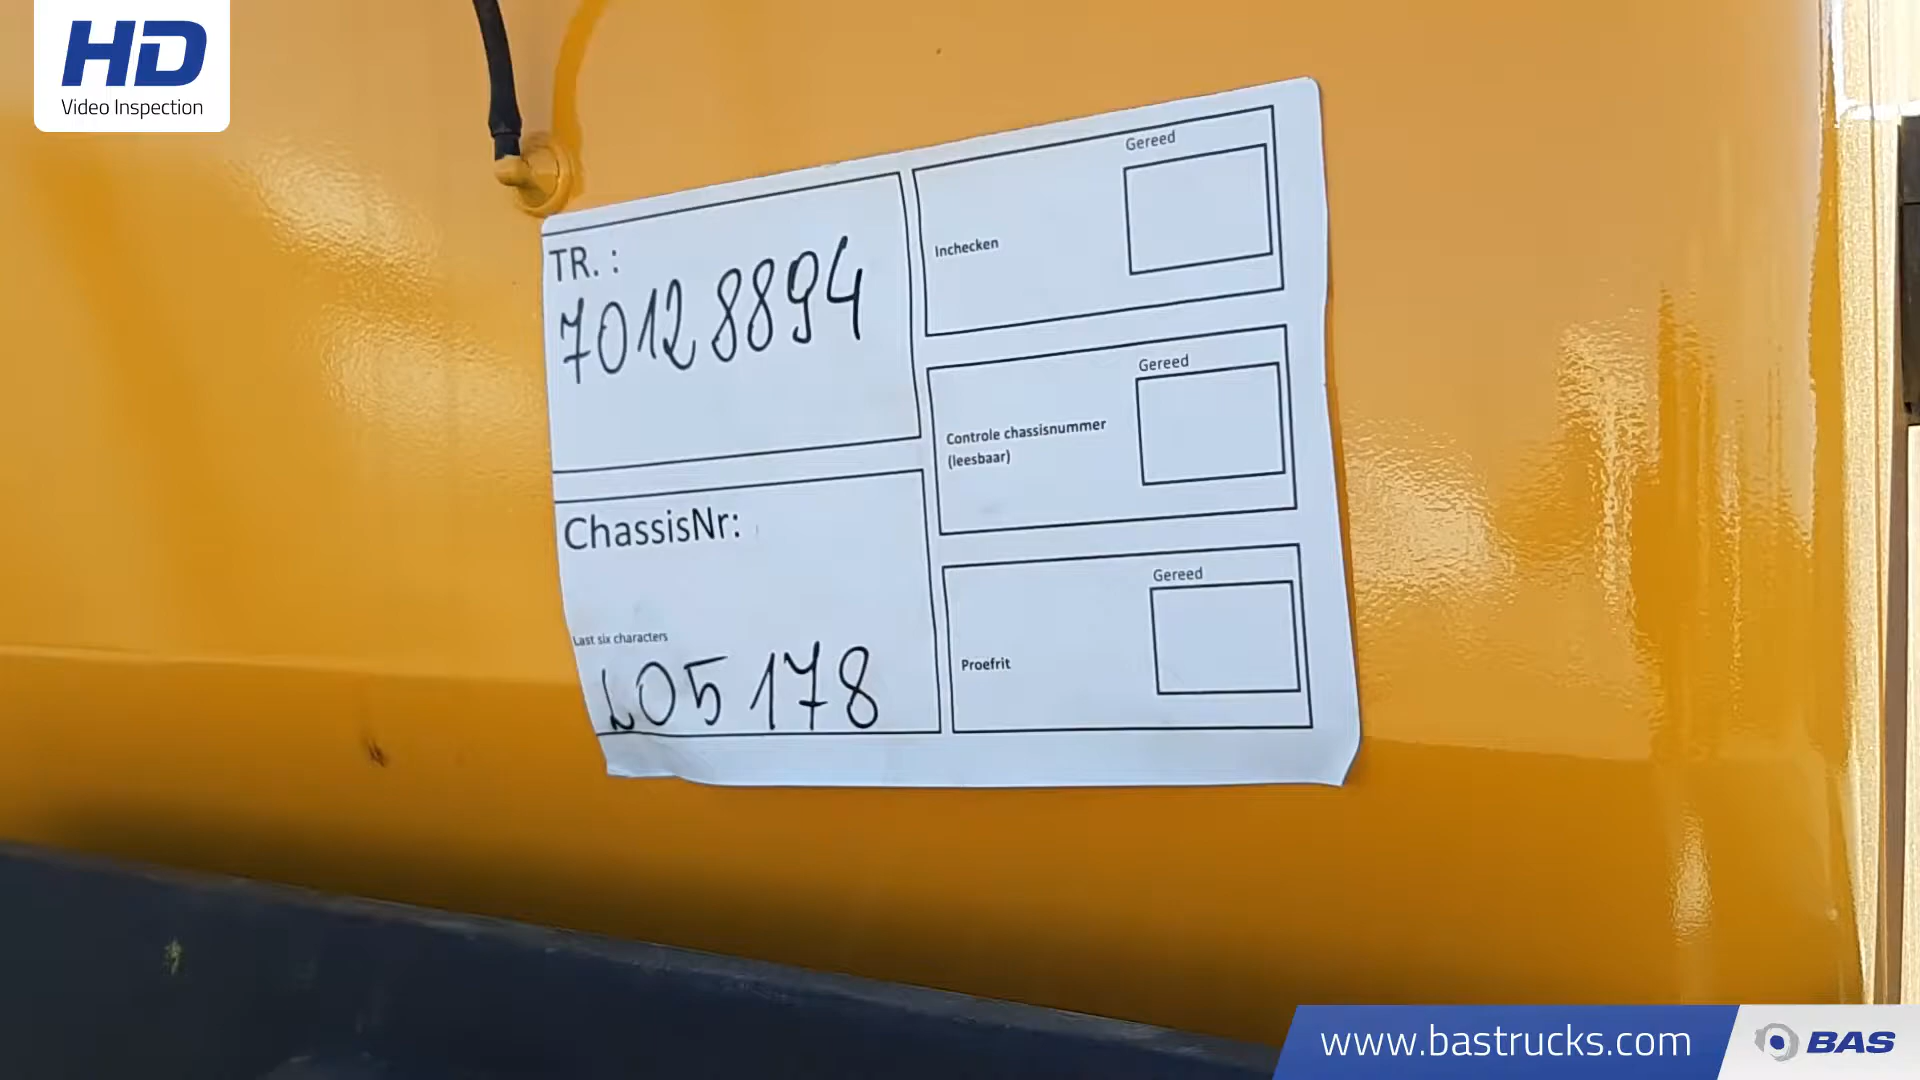 HD
Video Inspection
TR. :
70128894
ChassisNr:
Last six characters
L05178
Gereed
Inchecken
Gereed
Controle chassisnummer
(leesbaar)
Gereed
Proefrit
www.bastrucks.com
BAS